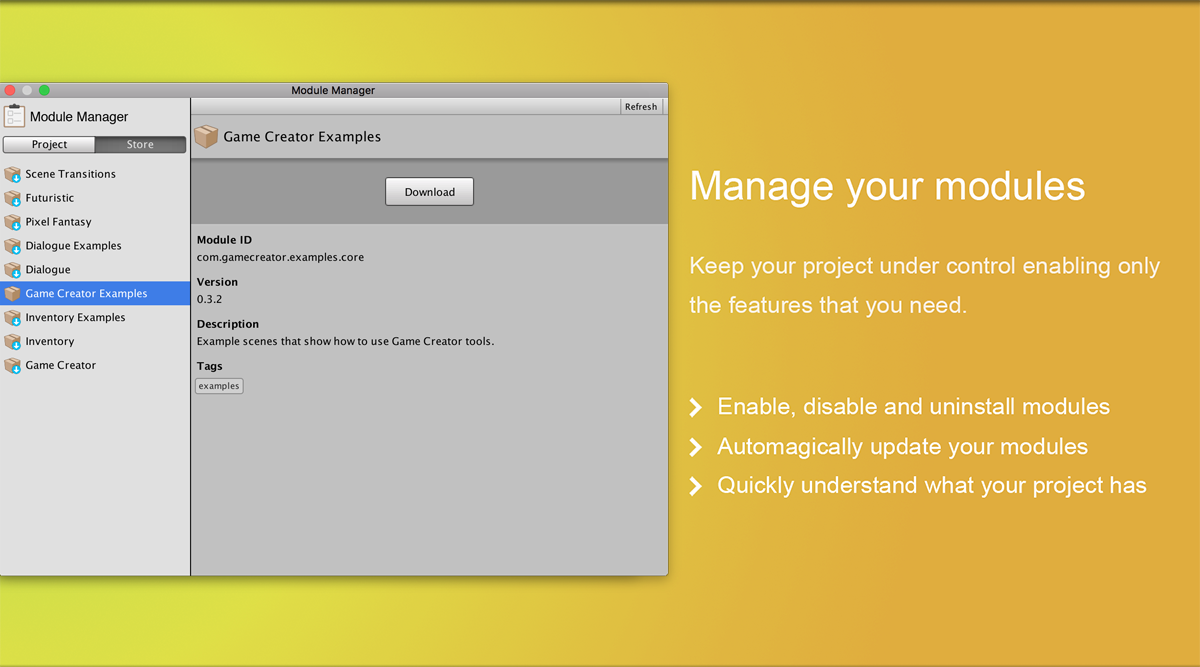 Module Manager
Module Manager
Project Store
Scene Transitions
Futuristic
Pixel Fantasy
Dialogue Examples
Dialogue
Game Creator Examples
Inventory Examples
Inventory
Game Creator
Refresh
Game Creator Examples
Download
Module ID
com.gamecreator.examples.core
Version
0.3.2
Description
Example scenes that show how to use Game Creator tools.
Tags
examples
Manage your modules
Keep your project under control enabling only
the features that you need.
Enable, disable and uninstall modules
Automagically update your modules
Quickly understand what your project has